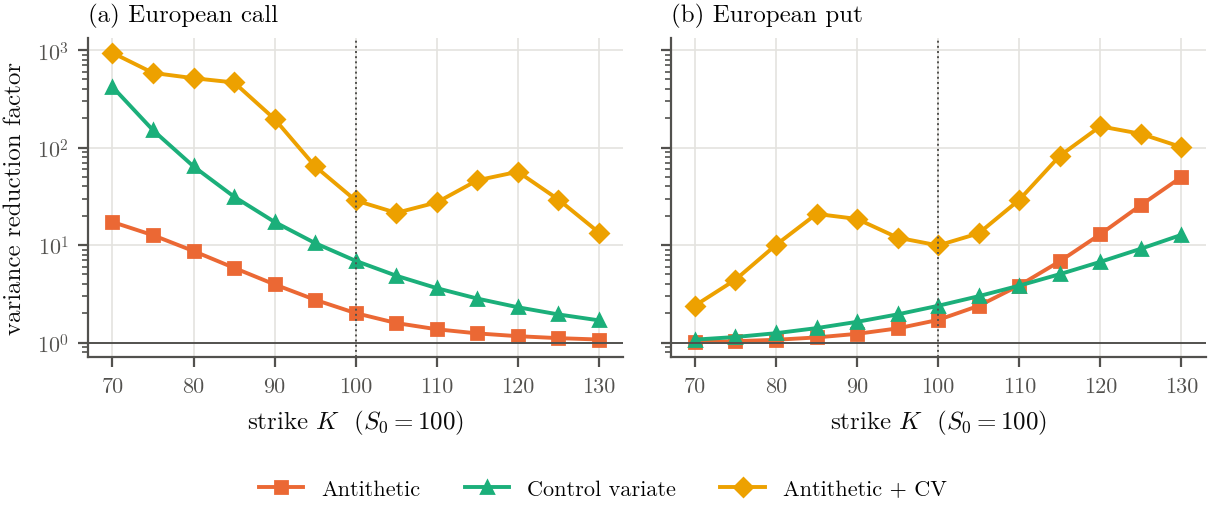 (a) European call
(b) European put
variance reduction factor
10³
10²
10¹
10⁰
70 80 90 100 110 120 130
70 80 90 100 110 120 130
strike K (S₀ = 100)
strike K (S₀ = 100)
Antithetic
Control variate
Antithetic + CV